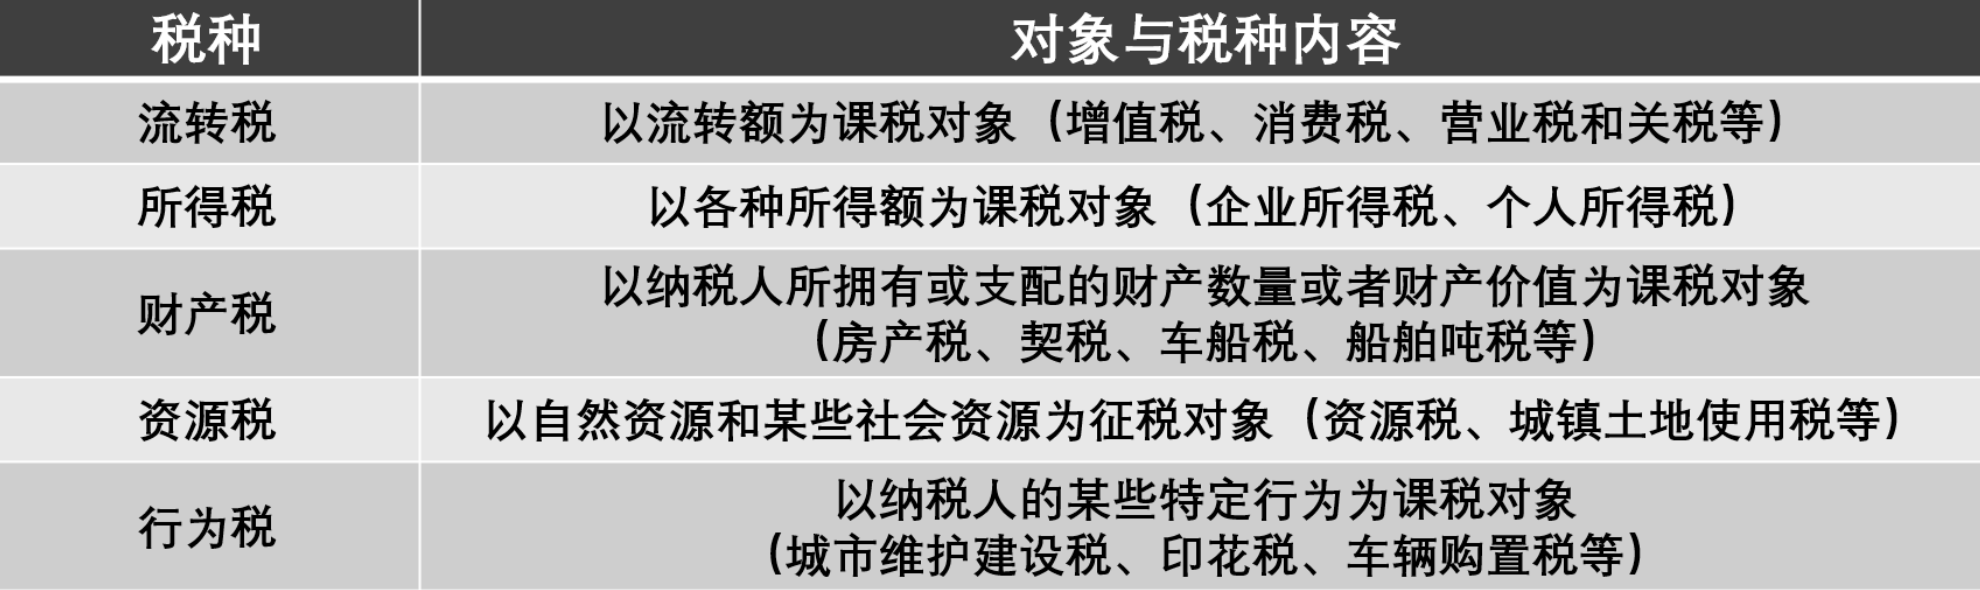 税种
对象与税种内容
流转税
以流转额为课税对象（增值税、消费税、营业税和关税等）
所得税
以各种所得额为课税对象（企业所得税、个人所得税）
财产税
以纳税人所拥有或支配的财产数量或者财产价值为课税对象
（房产税、契税、车船税、船舶吨税等）
资源税
以自然资源和某些社会资源为征税对象（资源税、城镇土地使用税等）
行为税
以纳税人的某些特定行为为课税对象
（城市维护建设税、印花税、车辆购置税等）